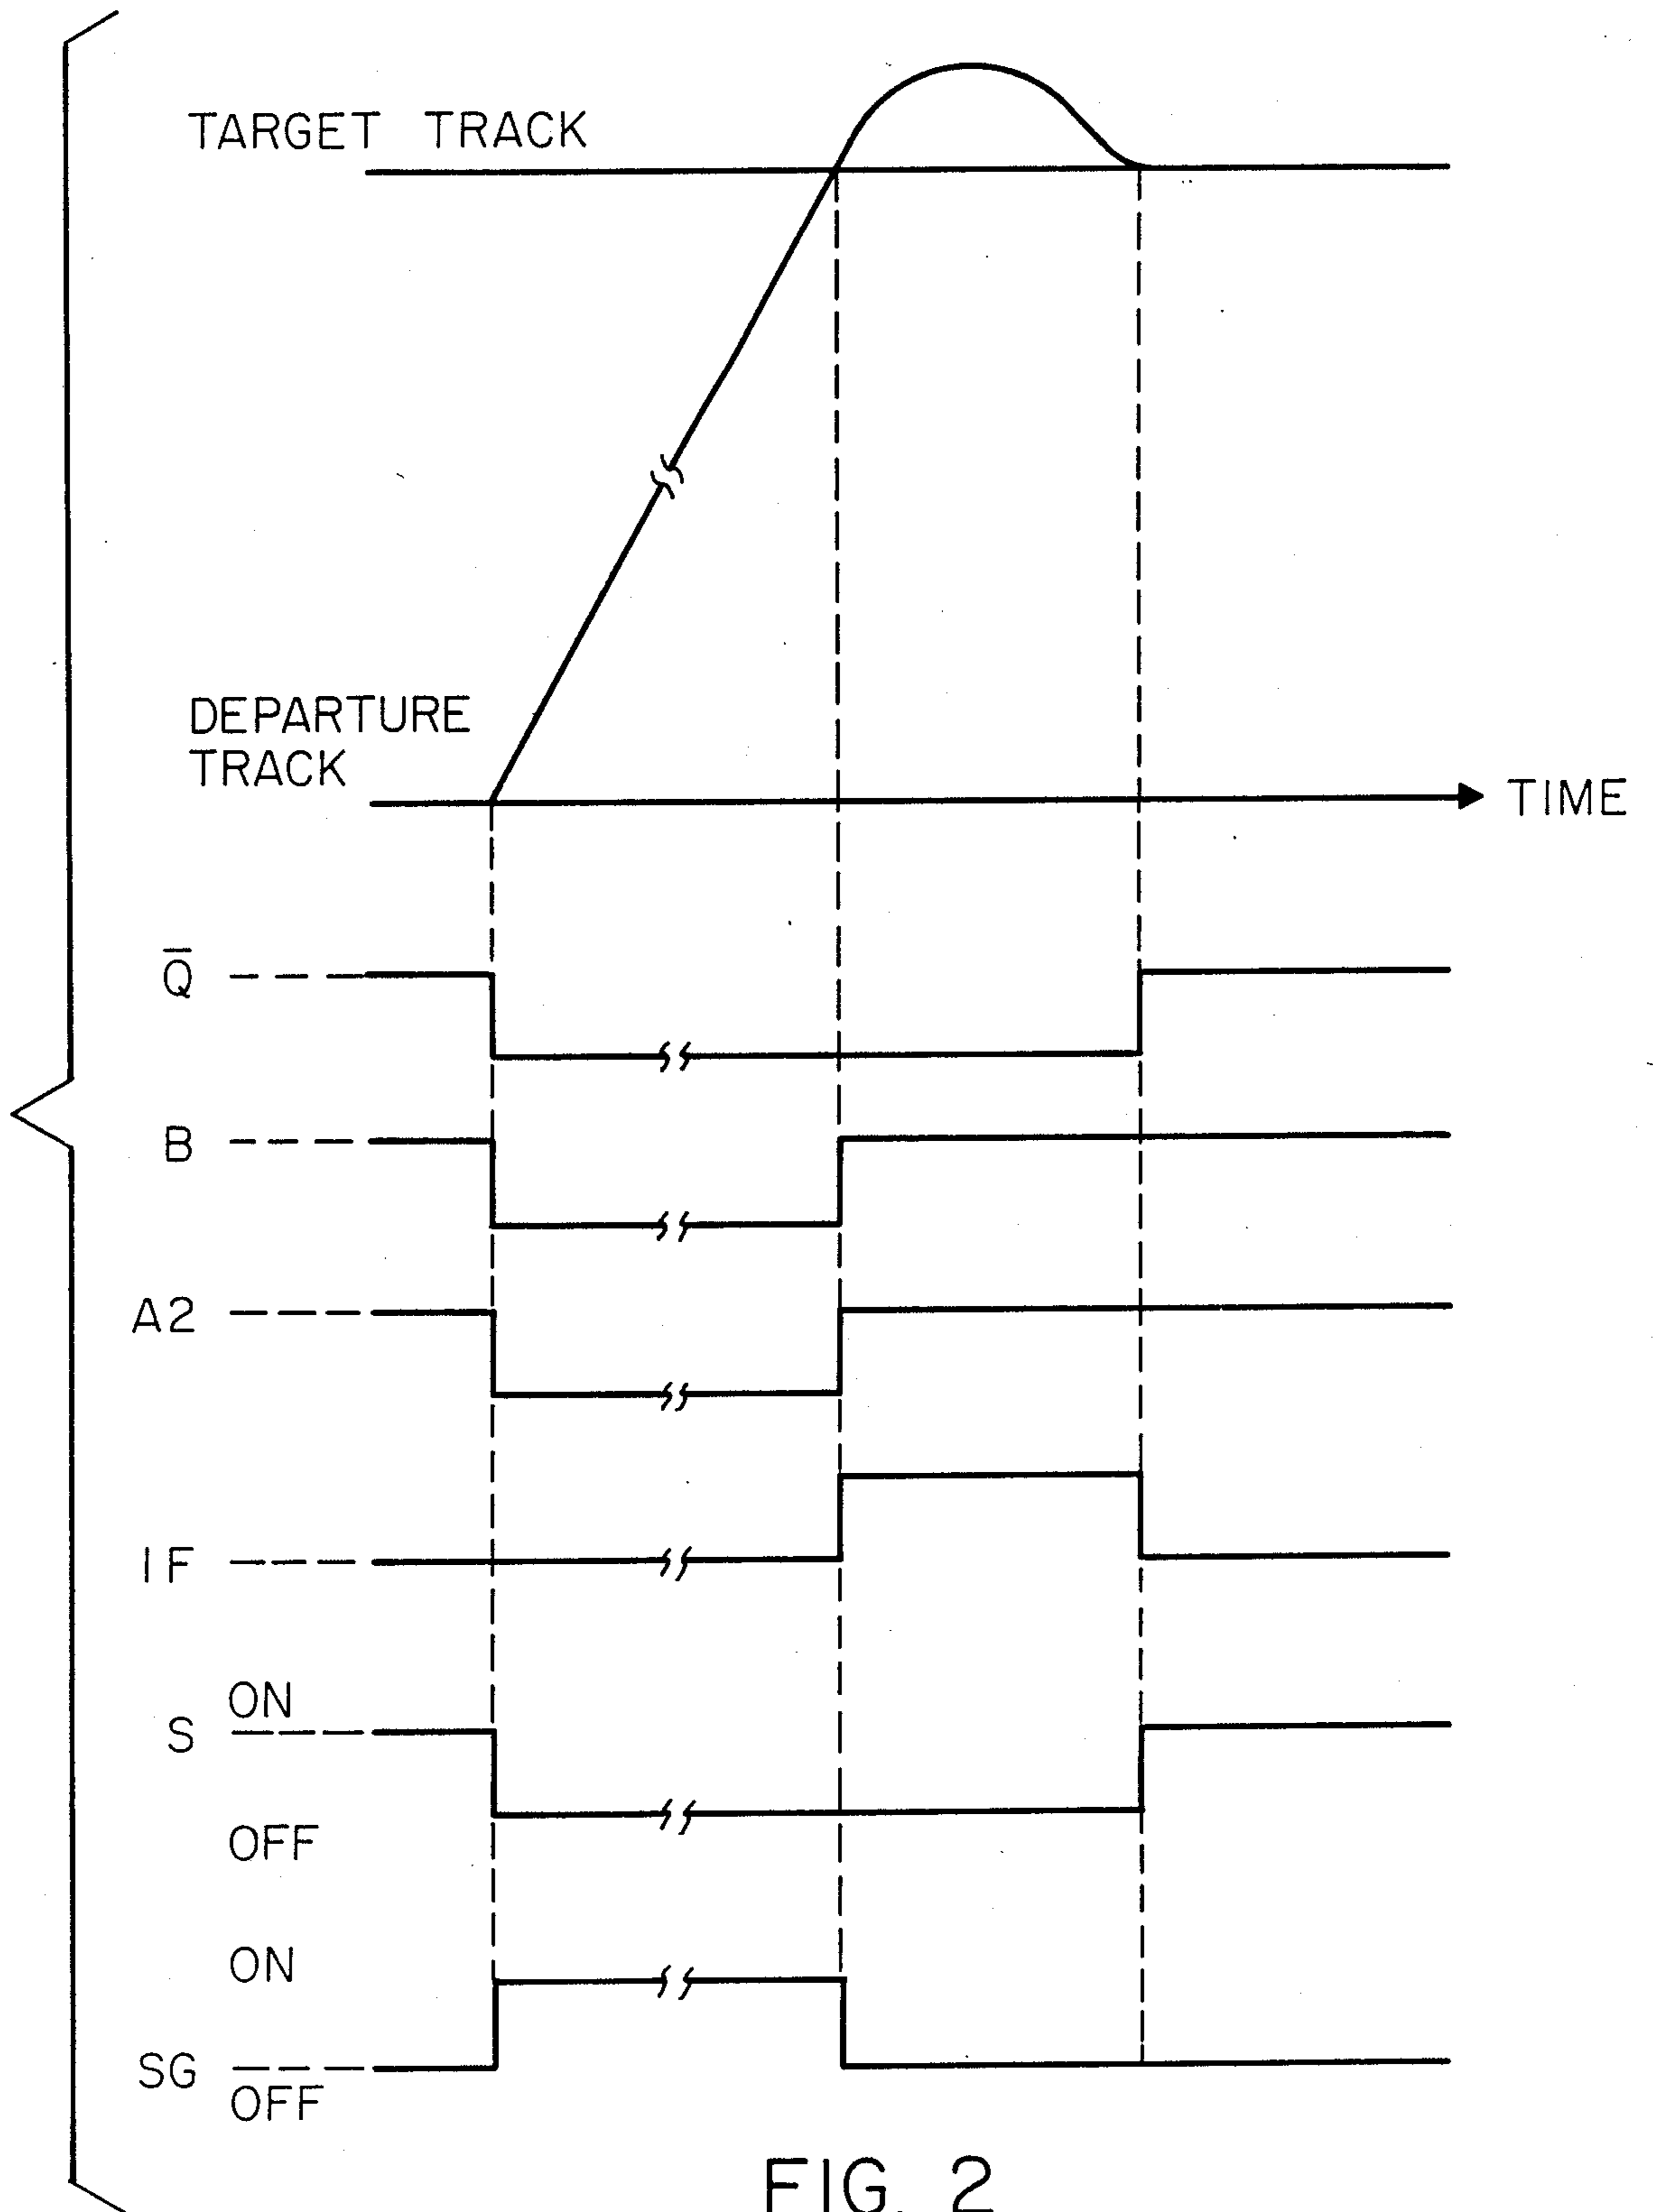 TARGET TRACK
DEPARTURE
TRACK
TIME
Q̅
B
A2
IF
ON
S
OFF
ON
SG
OFF
FIG. 2